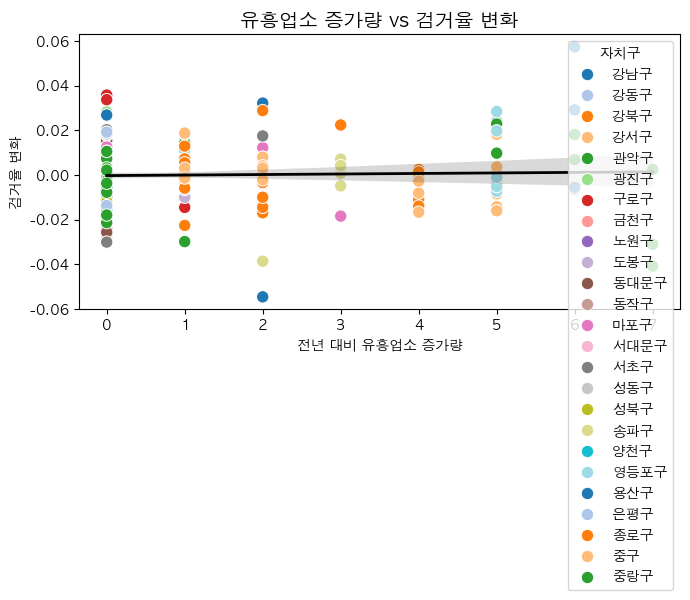 유흥업소 증가량 vs 검거율 변화
검거율 변화
0.06
0.04
0.02
0.00
-0.02
-0.04
-0.06
0 1 2 3 4 5 6 7
전년 대비 유흥업소 증가량
자치구
강남구
강동구
강북구
강서구
관악구
광진구
구로구
금천구
노원구
도봉구
동대문구
동작구
마포구
서대문구
서초구
성동구
성북구
송파구
양천구
영등포구
용산구
은평구
종로구
중구
중랑구